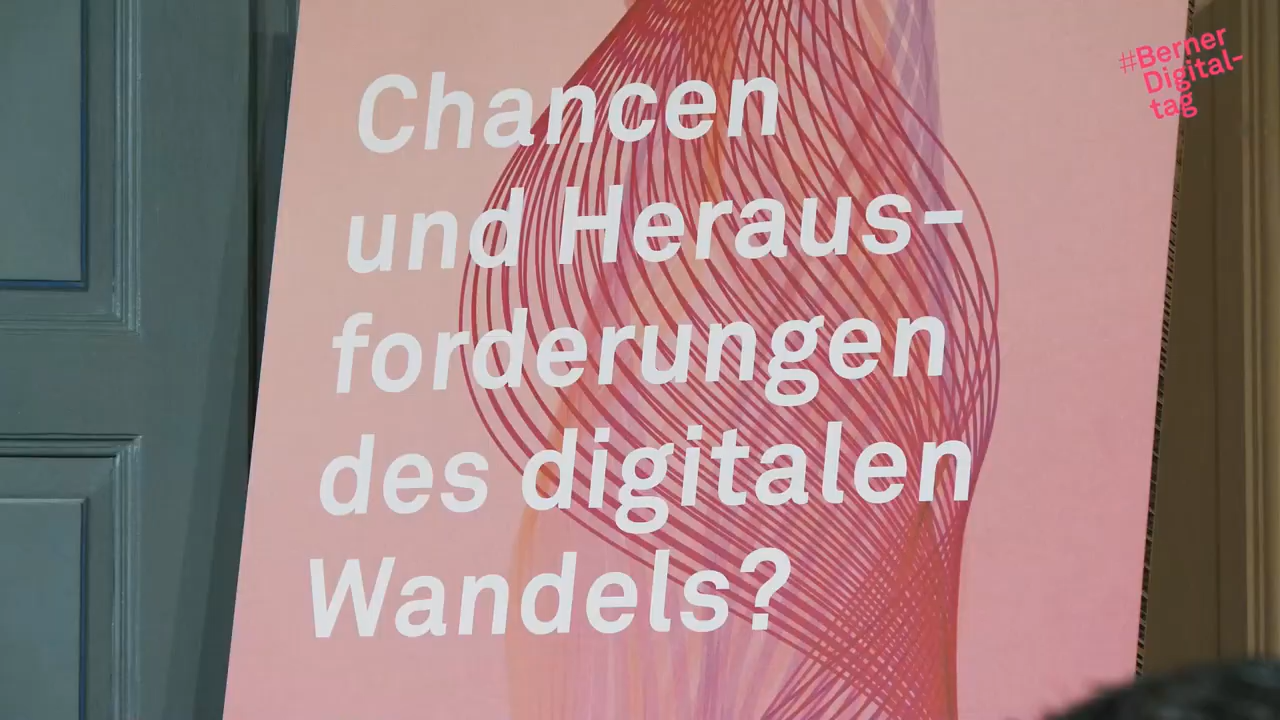 Chancen
und Heraus-
forderungen
des digitalen
Wandels?
#Berner
Digital-
tag